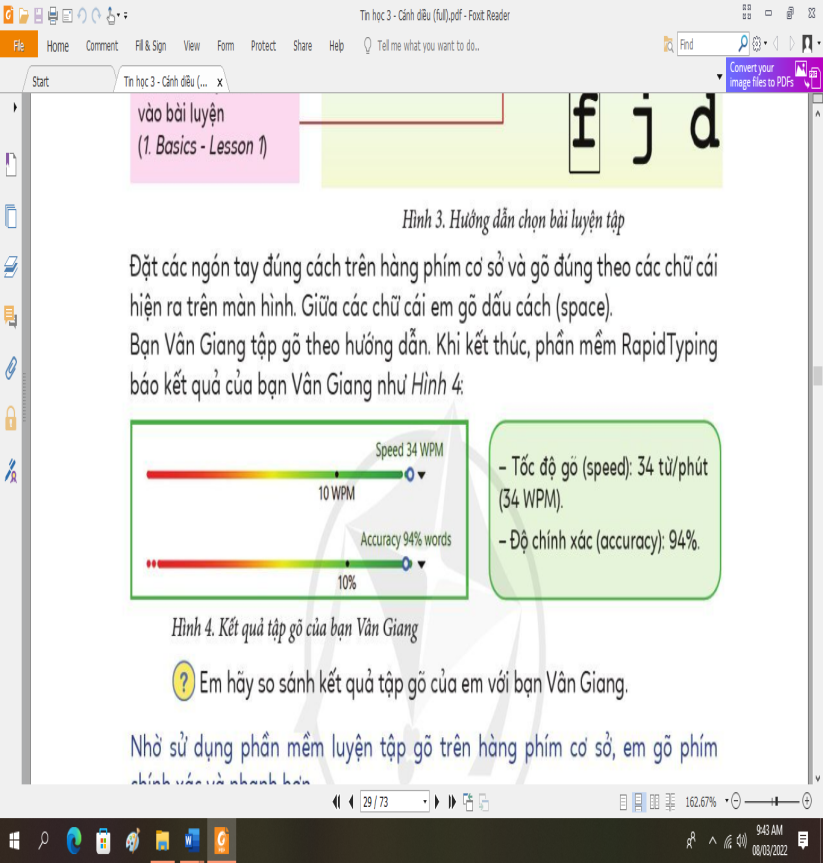 Tin học 3 - Cánh diều (full).pdf - Foxit Reader
File Home Comment Fill & Sign View Form Protect Share Help Tell me what you want to do.. Find
Start Tin học 3 - Cánh diều (... x
Convert your
image files to PDFs
vào bài luyện
(1. Basics - Lesson 1)
f j d
Hình 3. Hướng dẫn chọn bài luyện tập
Đặt các ngón tay đúng cách trên hàng phím cơ sở và gõ đúng theo các chữ cái
hiện ra trên màn hình. Giữa các chữ cái em gõ dấu cách (space).
Bạn Vân Giang tập gõ theo hướng dẫn. Khi kết thúc, phần mềm RapidTyping
báo kết quả của bạn Vân Giang như Hình 4:
Speed 34 WPM
10 WPM
Accuracy 94% words
10%
– Tốc độ gõ (speed): 34 từ/phút
(34 WPM).
– Độ chính xác (accuracy): 94%.
Hình 4. Kết quả tập gõ của bạn Vân Giang
? Em hãy so sánh kết quả tập gõ của em với bạn Vân Giang.
Nhờ sử dụng phần mềm luyện tập gõ trên hàng phím cơ sở, em gõ phím
chính xác và nhanh hơn.
29 / 73
162.67%
9:43 AM
08/03/2022